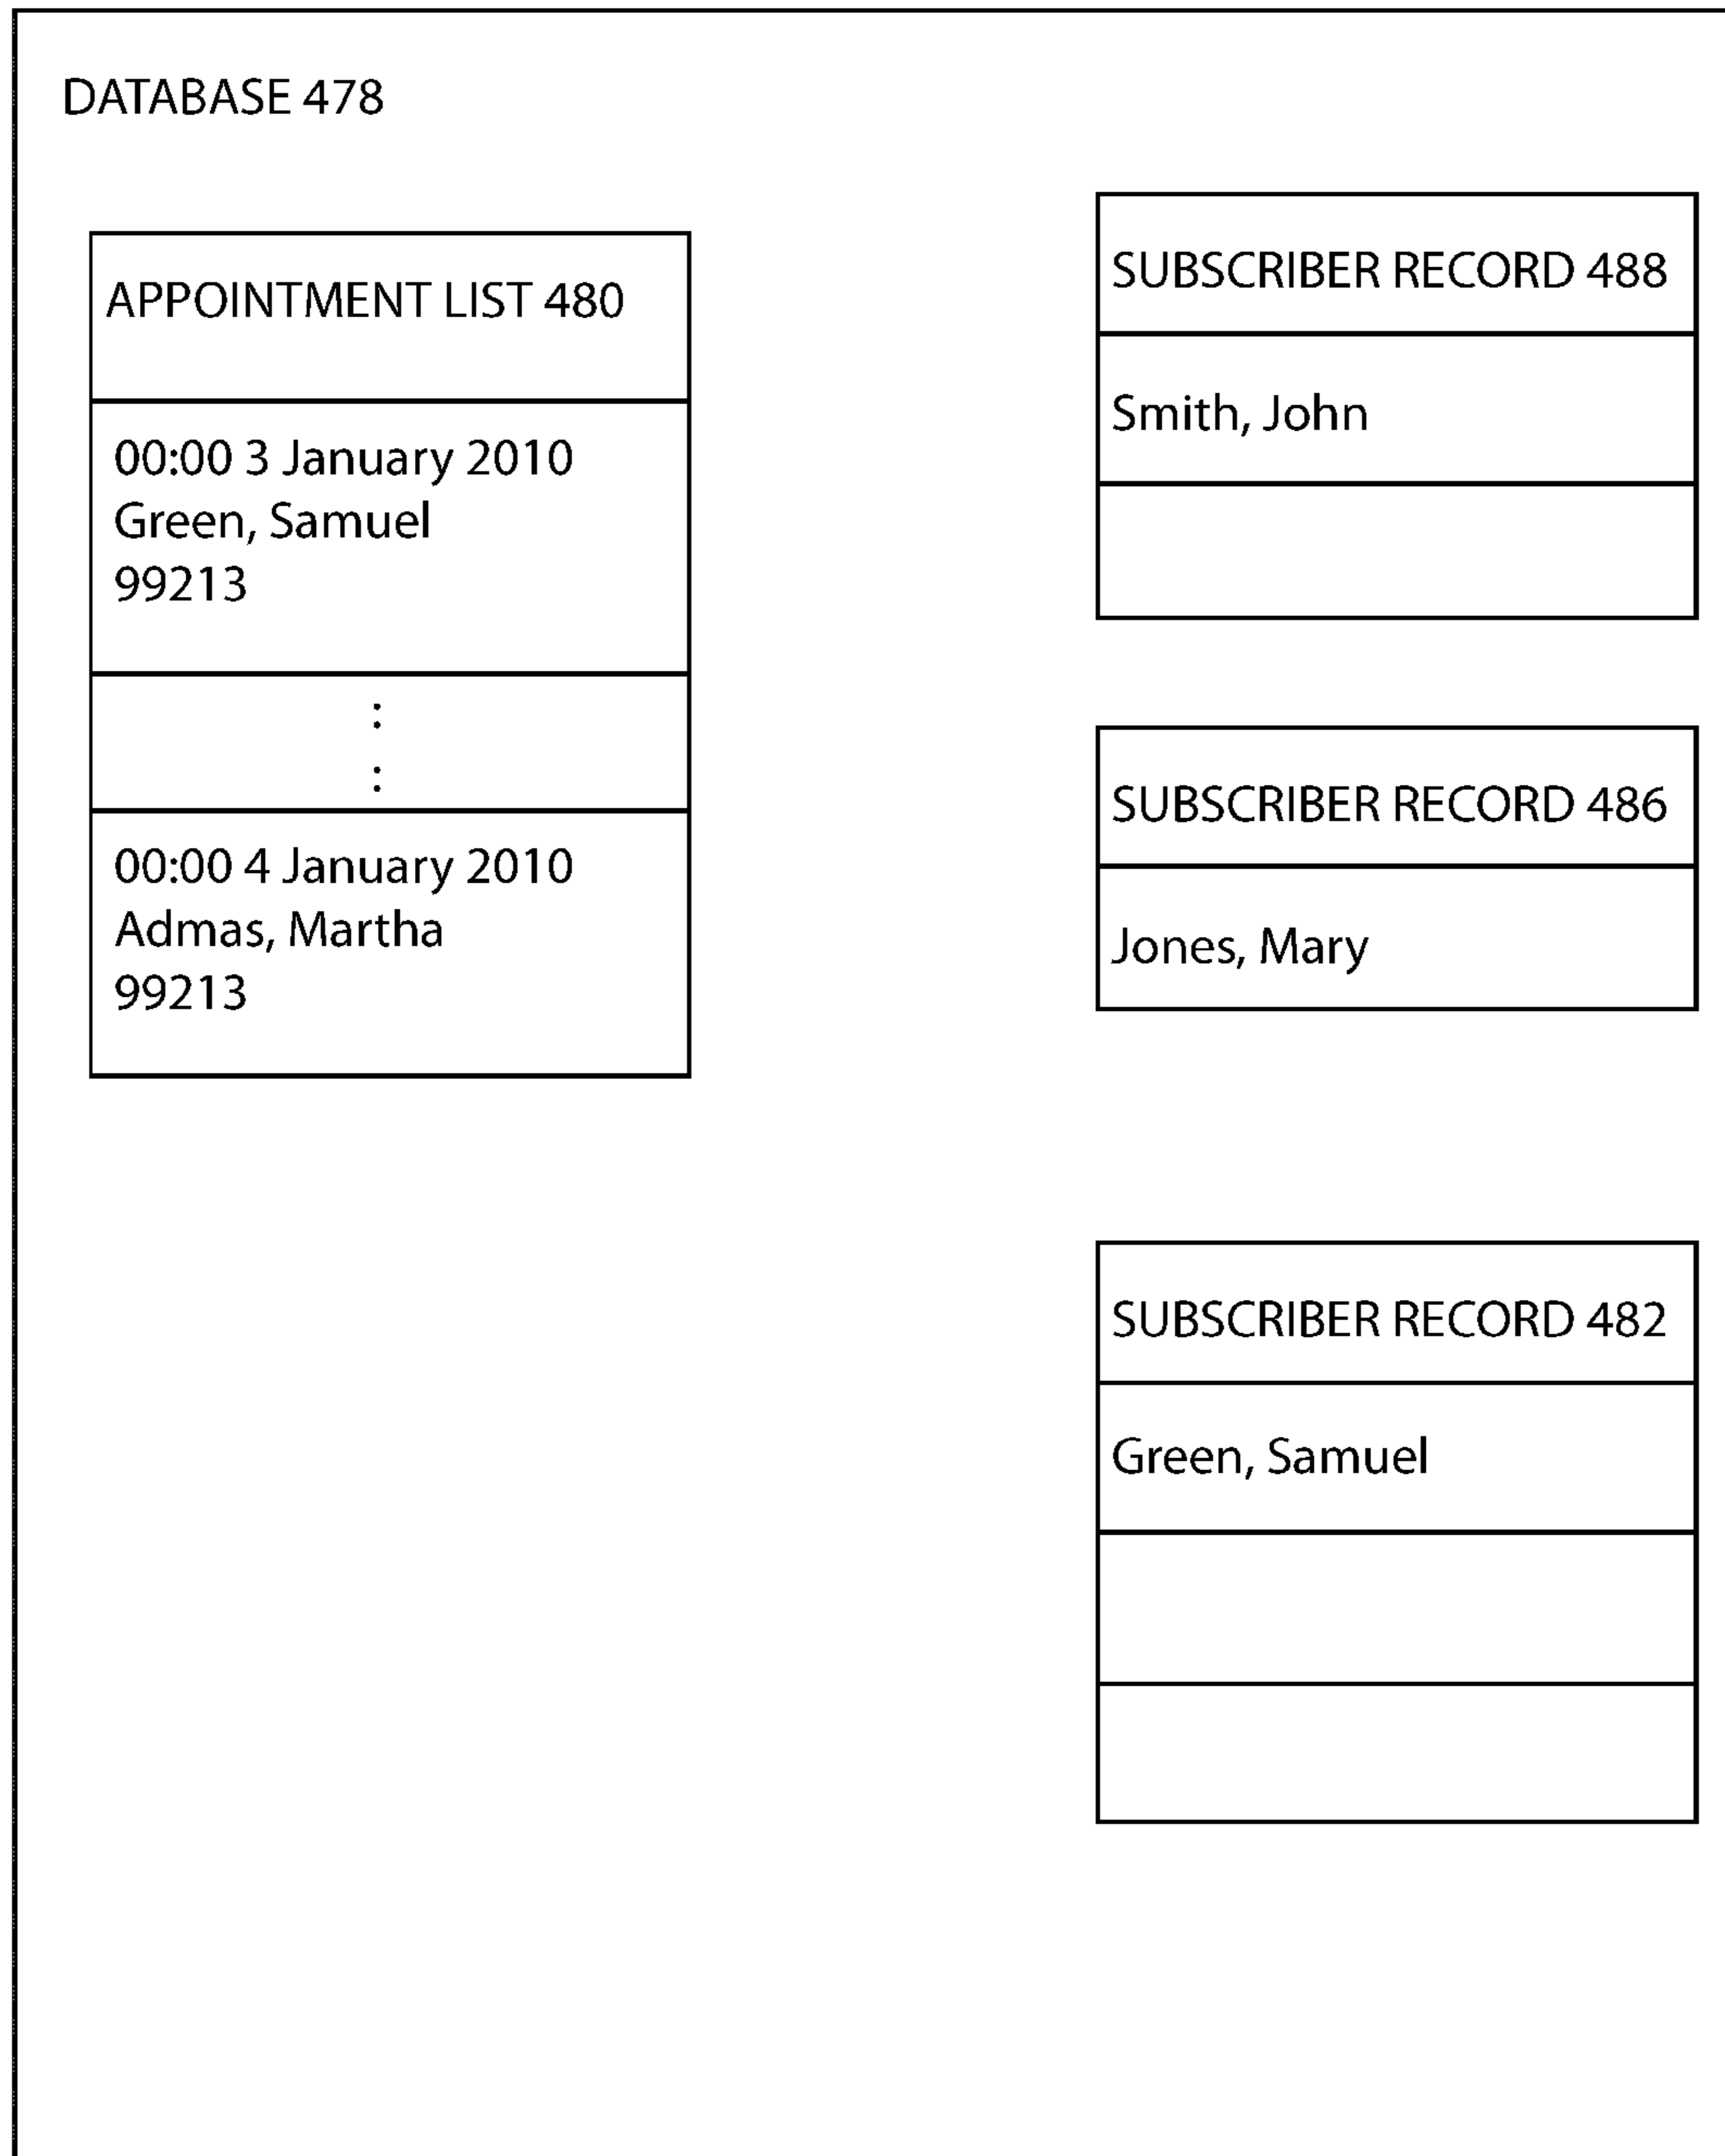 DATABASE 478
APPOINTMENT LIST 480
00:00 3 January 2010
Green, Samuel
99213
:
:
00:00 4 January 2010
Admas, Martha
99213
SUBSCRIBER RECORD 488
Smith, John
SUBSCRIBER RECORD 486
Jones, Mary
SUBSCRIBER RECORD 482
Green, Samuel